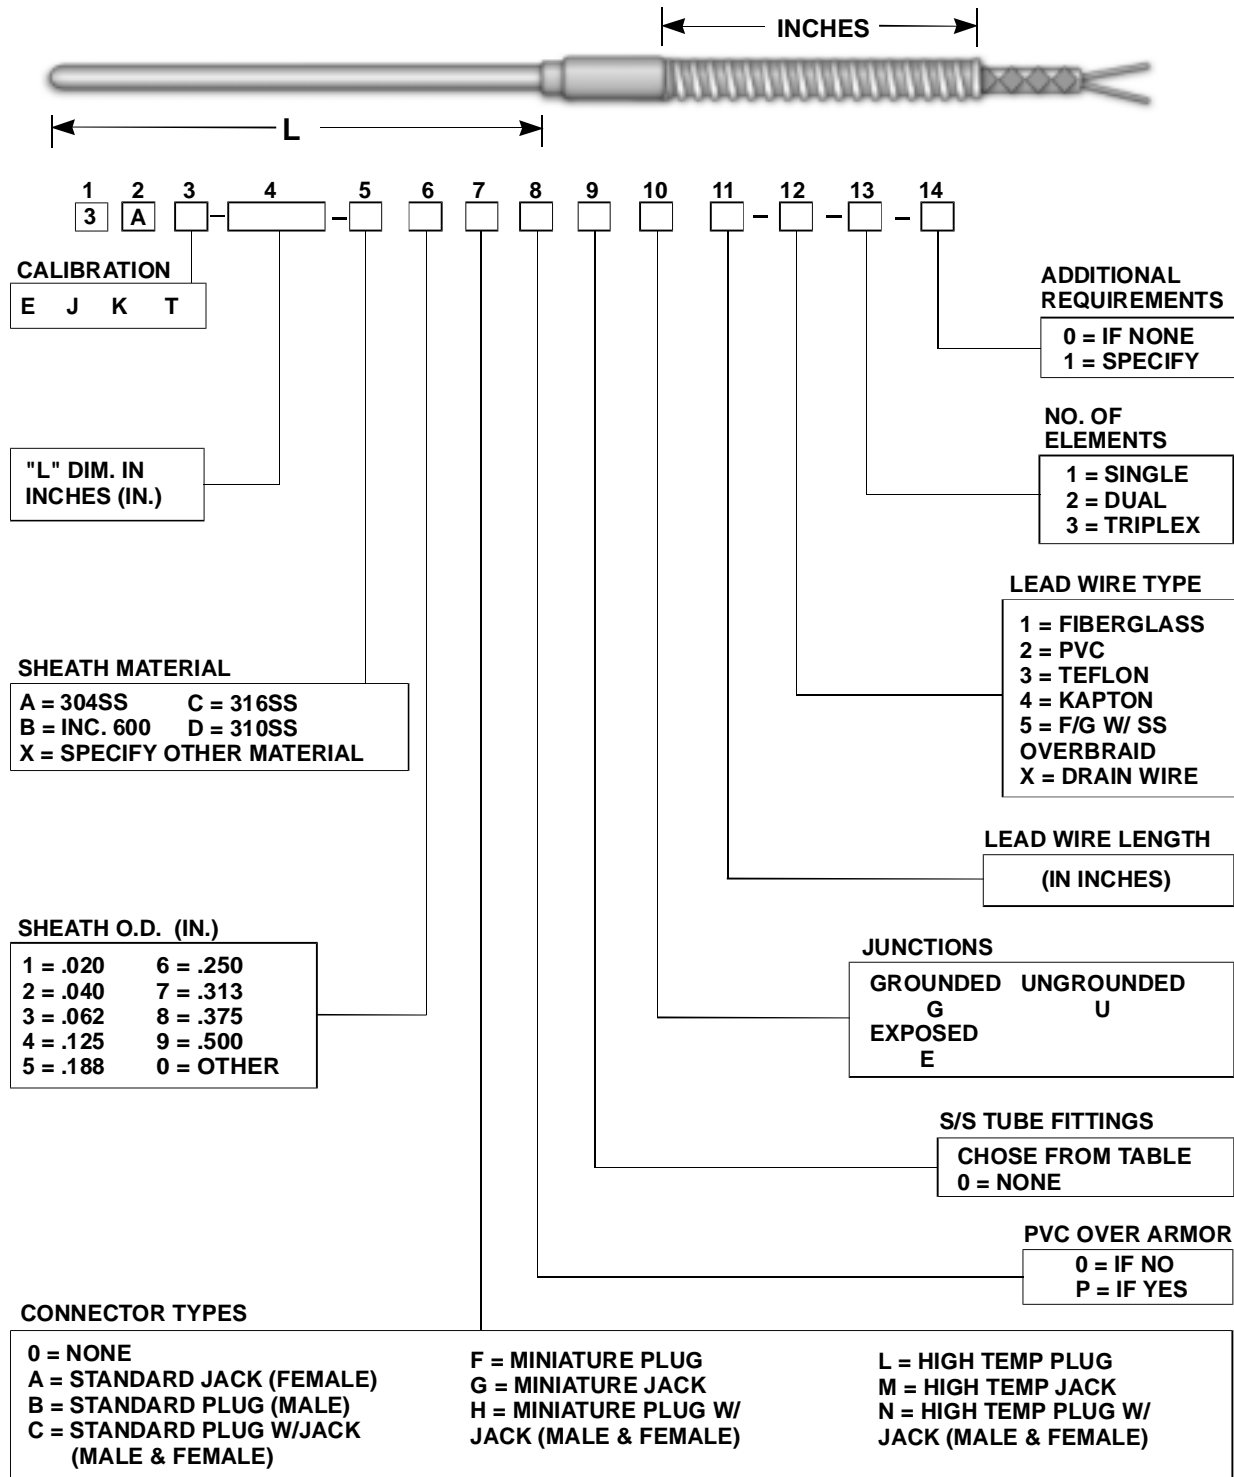 INCHES
L
1 2 3 4 5 6 7 8 9 10 11 12 13 14
3 A - - - - -
CALIBRATION
E J K T
"L" DIM. IN
INCHES (IN.)
SHEATH MATERIAL
A = 304SS C = 316SS
B = INC. 600 D = 310SS
X = SPECIFY OTHER MATERIAL
SHEATH O.D. (IN.)
1 = .020 6 = .250
2 = .040 7 = .313
3 = .062 8 = .375
4 = .125 9 = .500
5 = .188 0 = OTHER
ADDITIONAL
REQUIREMENTS
0 = IF NONE
1 = SPECIFY
NO. OF
ELEMENTS
1 = SINGLE
2 = DUAL
3 = TRIPLEX
LEAD WIRE TYPE
1 = FIBERGLASS
2 = PVC
3 = TEFLON
4 = KAPTON
5 = F/G W/ SS
OVERBRAID
X = DRAIN WIRE
LEAD WIRE LENGTH
(IN INCHES)
JUNCTIONS
GROUNDED UNGROUNDED
G U
EXPOSED
E
S/S TUBE FITTINGS
CHOSE FROM TABLE
0 = NONE
PVC OVER ARMOR
0 = IF NO
P = IF YES
CONNECTOR TYPES
0 = NONE
A = STANDARD JACK (FEMALE)
B = STANDARD PLUG (MALE)
C = STANDARD PLUG W/JACK
(MALE & FEMALE)
F = MINIATURE PLUG
G = MINIATURE JACK
H = MINIATURE PLUG W/
JACK (MALE & FEMALE)
L = HIGH TEMP PLUG
M = HIGH TEMP JACK
N = HIGH TEMP PLUG W/
JACK (MALE & FEMALE)